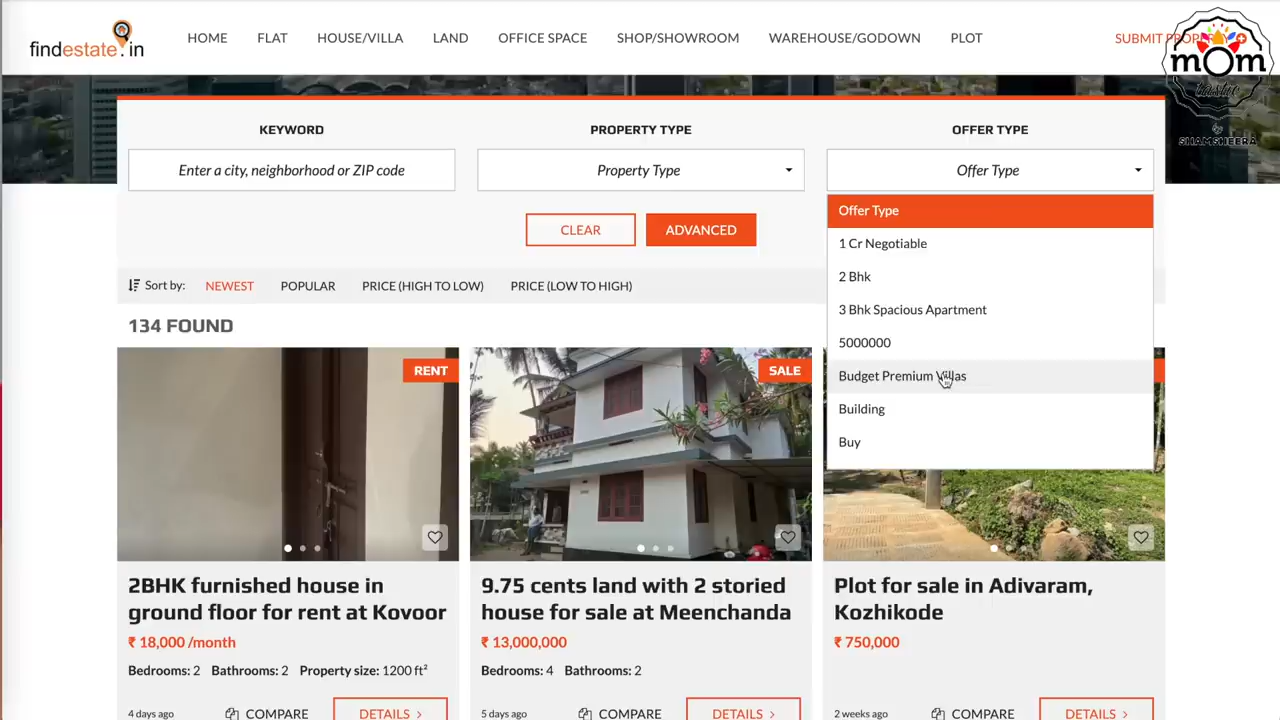 findestate.in
HOME FLAT HOUSE/VILLA LAND OFFICE SPACE SHOP/SHOWROOM WAREHOUSE/GODOWN PLOT
SUBMIT PROPERTY
mom
taste
by
SHAMSHEERA
KEYWORD
PROPERTY TYPE
OFFER TYPE
Enter a city, neighborhood or ZIP code
Property Type
Offer Type
CLEAR
ADVANCED
Offer Type
1 Cr Negotiable
2 Bhk
3 Bhk Spacious Apartment
5000000
Budget Premium Villas
Building
Buy
Sort by: NEWEST POPULAR PRICE (HIGH TO LOW) PRICE (LOW TO HIGH)
134 FOUND
RENT
2BHK furnished house in
ground floor for rent at Kovoor
₹ 18,000 /month
Bedrooms: 2 Bathrooms: 2 Property size: 1200 ft²
4 days ago COMPARE DETAILS >
SALE
9.75 cents land with 2 storied
house for sale at Meenchanda
₹ 13,000,000
Bedrooms: 4 Bathrooms: 2
5 days ago COMPARE DETAILS >
Plot for sale in Adivaram,
Kozhikode
₹ 750,000
2 weeks ago COMPARE DETAILS >